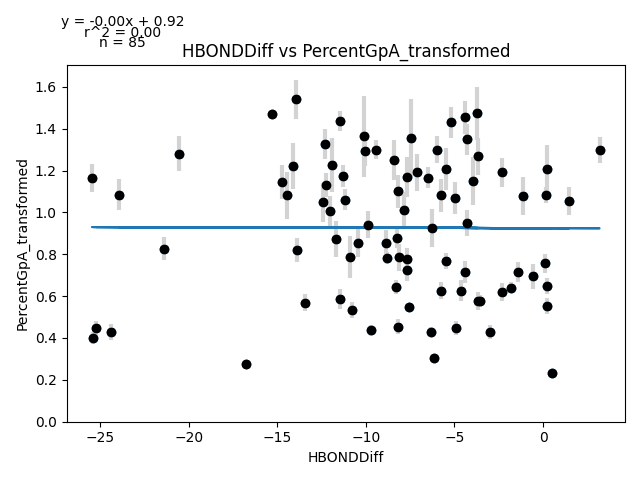 y = -0.00x + 0.92
r^2 = 0.00
n = 85
HBONDDiff vs PercentGpA_transformed
1.6
1.4
1.2
1.0
0.8
0.6
0.4
0.2
0.0
PercentGpA_transformed
−25
−20
−15
−10
−5
0
HBONDDiff